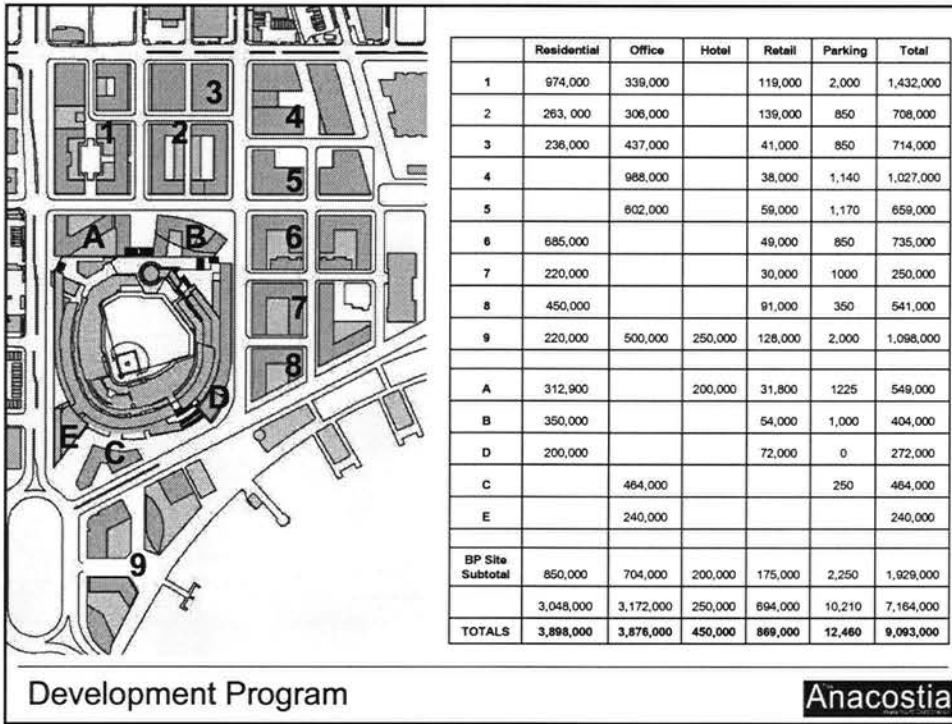 3
4
1
2
5
A
B
6
7
8
D
E
C
9
Residential Office Hotel Retail Parking Total
1 974,000 339,000 119,000 2,000 1,432,000
2 263, 000 306,000 139,000 850 708,000
3 236,000 437,000 41,000 850 714,000
4 988,000 38,000 1,140 1,027,000
5 602,000 59,000 1,170 659,000
6 685,000 49,000 850 735,000
7 220,000 30,000 1000 250,000
8 450,000 91,000 350 541,000
9 220,000 500,000 250,000 128,000 2,000 1,098,000
A 312,900 200,000 31,800 1225 549,000
B 350,000 54,000 1,000 404,000
D 200,000 72,000 0 272,000
C 464,000 250 464,000
E 240,000 240,000
BP Site
Subtotal 850,000 704,000 200,000 175,000 2,250 1,929,000
3,048,000 3,172,000 250,000 694,000 10,210 7,164,000
TOTALS 3,898,000 3,876,000 450,000 869,000 12,460 9,093,000
Development Program
Anacostia